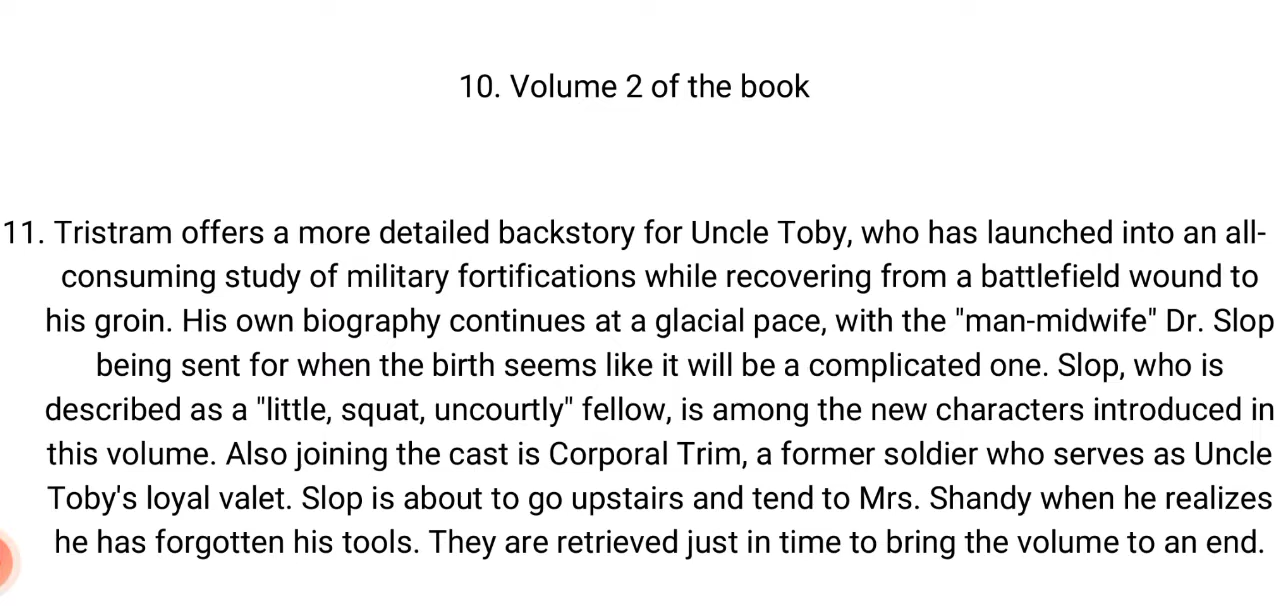 10. Volume 2 of the book
11. Tristram offers a more detailed backstory for Uncle Toby, who has launched into an all-
consuming study of military fortifications while recovering from a battlefield wound to
his groin. His own biography continues at a glacial pace, with the "man-midwife" Dr. Slop
being sent for when the birth seems like it will be a complicated one. Slop, who is
described as a "little, squat, uncourtly" fellow, is among the new characters introduced in
this volume. Also joining the cast is Corporal Trim, a former soldier who serves as Uncle
Toby's loyal valet. Slop is about to go upstairs and tend to Mrs. Shandy when he realizes
he has forgotten his tools. They are retrieved just in time to bring the volume to an end.